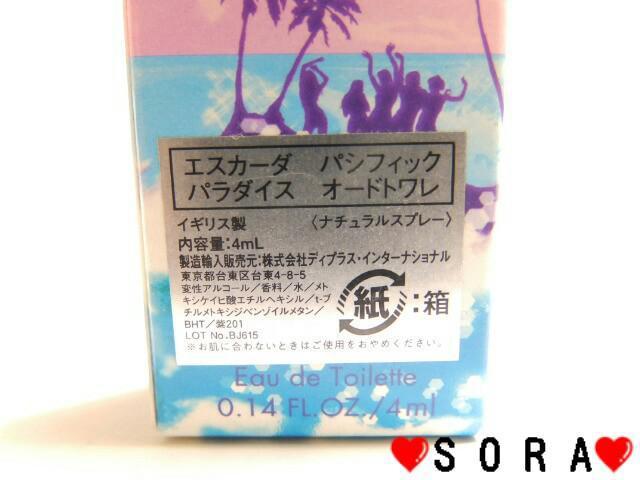 エスカーダ　パシフィック
パラダイス　オードトワレ
イギリス製　〈ナチュラルスプレー〉
内容量:4mL
製造輸入販売元:株式会社ディプラス・インターナショナル
東京都台東区台東4-8-5
変性アルコール／香料／水／メト
キシケイヒ酸エチルヘキシル／t-ブ
チルメトキシジベンゾイルメタン／
BHT／紫201
LOT No.BJ615
紙:箱
※お肌に合わないときはご使用をおやめください。
Eau de Toilette
0.14 FL.OZ./4ml
♥SORA♥